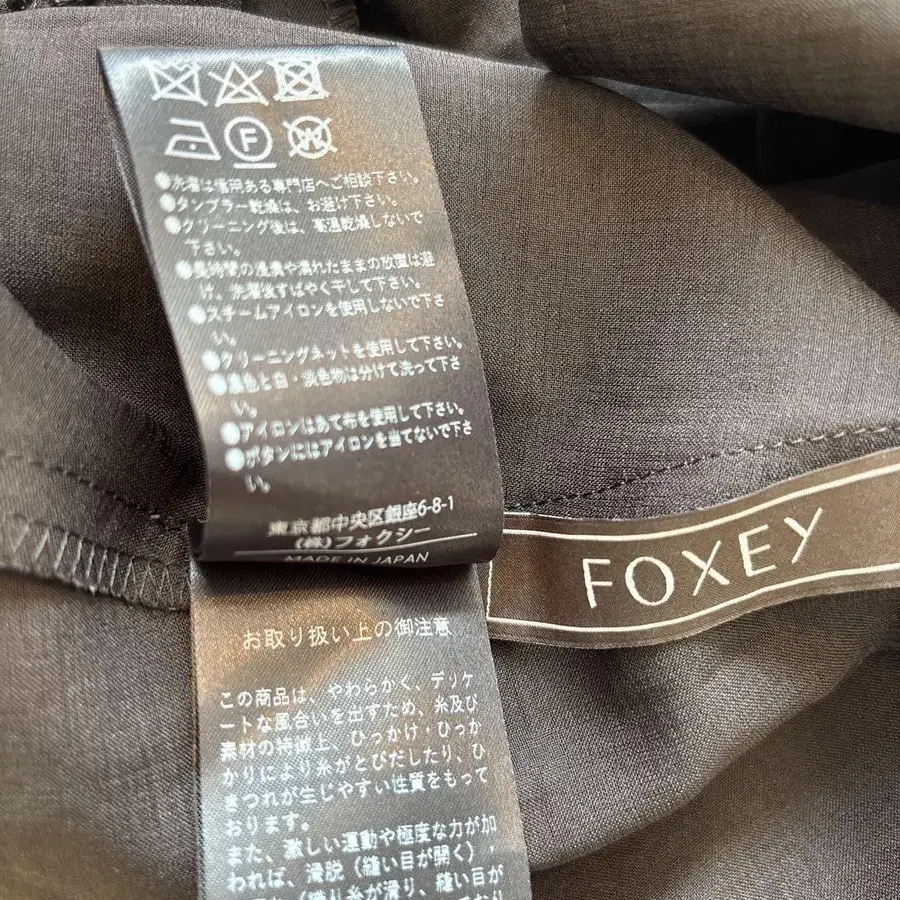 F
W
●洗濯は信用ある専門店へご相談下さい。
●タンブラー乾燥は、お避け下さい。
●クリーニング後は、高温乾燥しないで
下さい。
●長時間の浸漬や濡れたままの放置は避
け、洗濯後すばやく干して下さい。
●スチームアイロンを使用しないで下さ
い。
●クリーニングネットを使用して下さい。
●濃色と白・淡色物は分けて洗って下さ
い。
●アイロンはあて布を使用して下さい。
●ボタンにはアイロンを当てないで下さ
い。
東京都中央区銀座6-8-1
(株)フォクシー
MADE IN JAPAN
FOXEY
お取り扱い上の御注意
この商品は、やわらかく、デリケ
ートな風合いを出すため、糸及び
素材の特徴上、ひっかけ・ひっか
かりにより糸がとびだしたり、ひ
きつれが生じやすい性質をもって
おります。
また、激しい運動や極度な力が加
われば、滑脱(縫い目が開く)、
糸が滑り、縫い目が